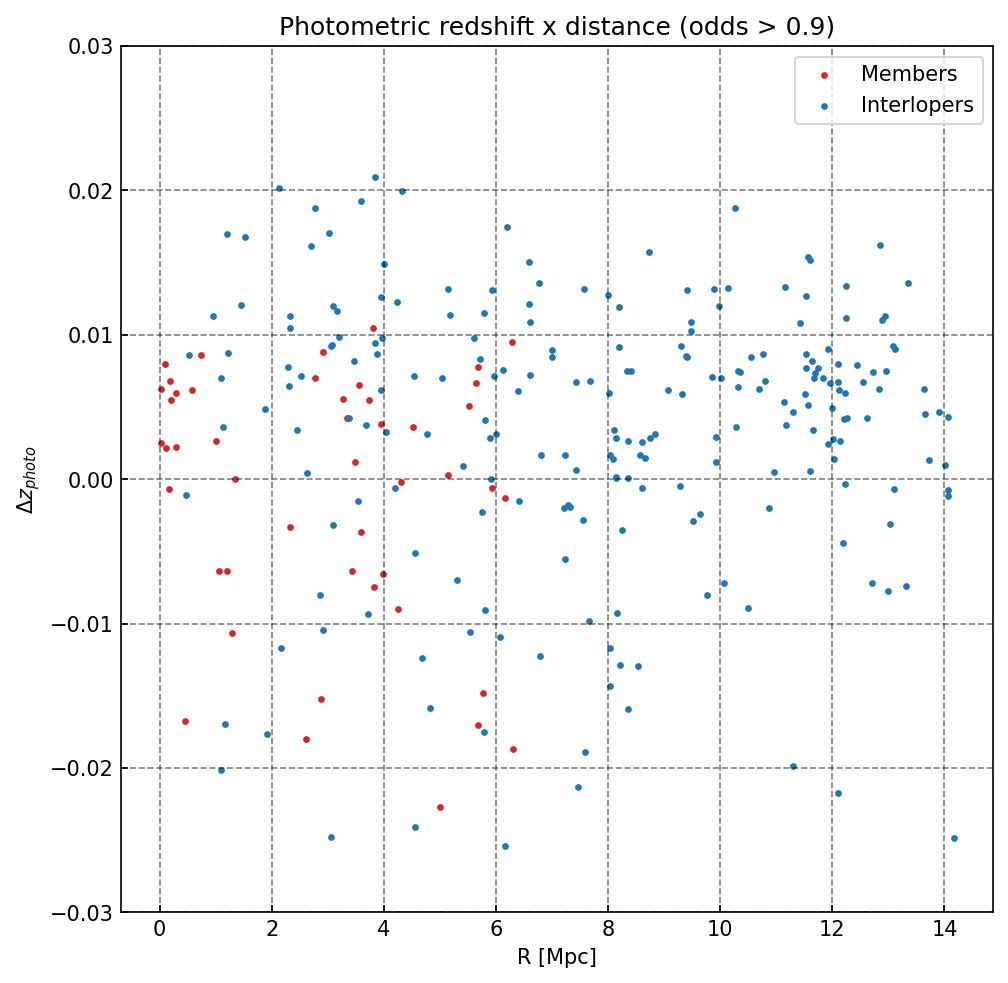 Photometric redshift x distance (odds > 0.9)
Members
Interlopers
0.03
0.02
0.01
0.00
−0.01
−0.02
−0.03
Δz_photo
0 2 4 6 8 10 12 14
R [Mpc]